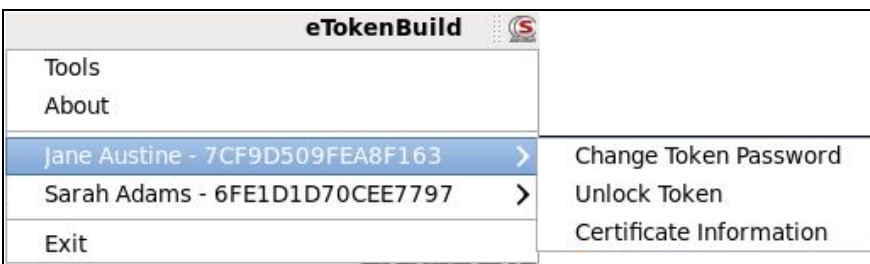 eTokenBuild
Tools
About
Jane Austine - 7CF9D509FEA8F163
Sarah Adams - 6FE1D1D70CEE7797
Exit
Change Token Password
Unlock Token
Certificate Information